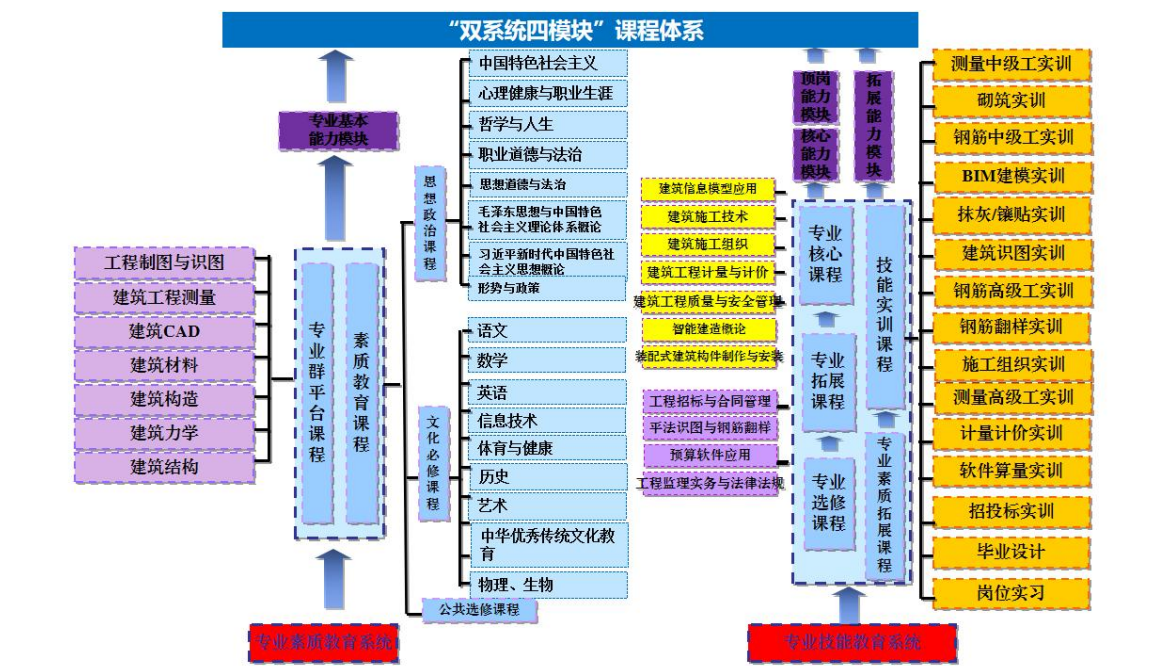 “双系统四模块”课程体系
专业基本
能力模块
工程制图与识图
建筑工程测量
建筑CAD
建筑材料
建筑构造
建筑力学
建筑结构
专业群平台课程
素质教育课程
专业素质教育系统
思想政治课程
中国特色社会主义
心理健康与职业生涯
哲学与人生
职业道德与法治
思想道德与法治
毛泽东思想与中国特色
社会主义理论体系概论
习近平新时代中国特色社
会主义思想概论
形势与政策
文化必修课程
语文
数学
英语
信息技术
体育与健康
历史
艺术
中华优秀传统文化教
育
物理、生物
公共选修课程
顶岗
能力
模块
核心
能力
模块
拓展能力模块
建筑信息模型应用
建筑施工技术
建筑施工组织
建筑工程计量与计价
建筑工程质量与安全管理
智能建造概论
装配式建筑构件制作与安装
工程招标与合同管理
平法识图与钢筋翻样
预算软件应用
工程监理实务与法律法规
专业
核心
课程
专业
拓展
课程
专业
选修
课程
技能实训课程
专业素质拓展课程
专业技能教育系统
测量中级工实训
砌筑实训
钢筋中级工实训
BIM建模实训
抹灰/镶贴实训
建筑识图实训
钢筋高级工实训
钢筋翻样实训
施工组织实训
测量高级工实训
计量计价实训
软件算量实训
招投标实训
毕业设计
岗位实习